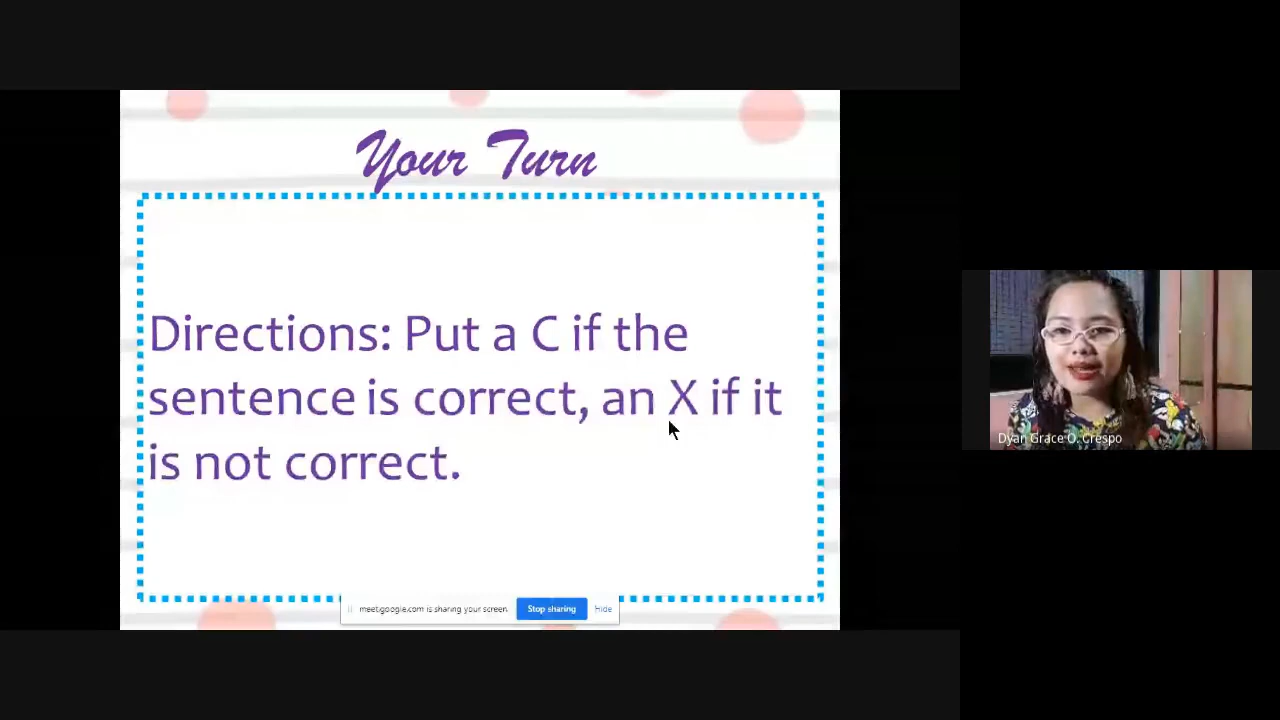 Your Turn
Directions: Put a C if the
sentence is correct, an X if it
is not correct.
meet.google.com is sharing your screen. Stop sharing Hide
Dyan Grace O. Crespo